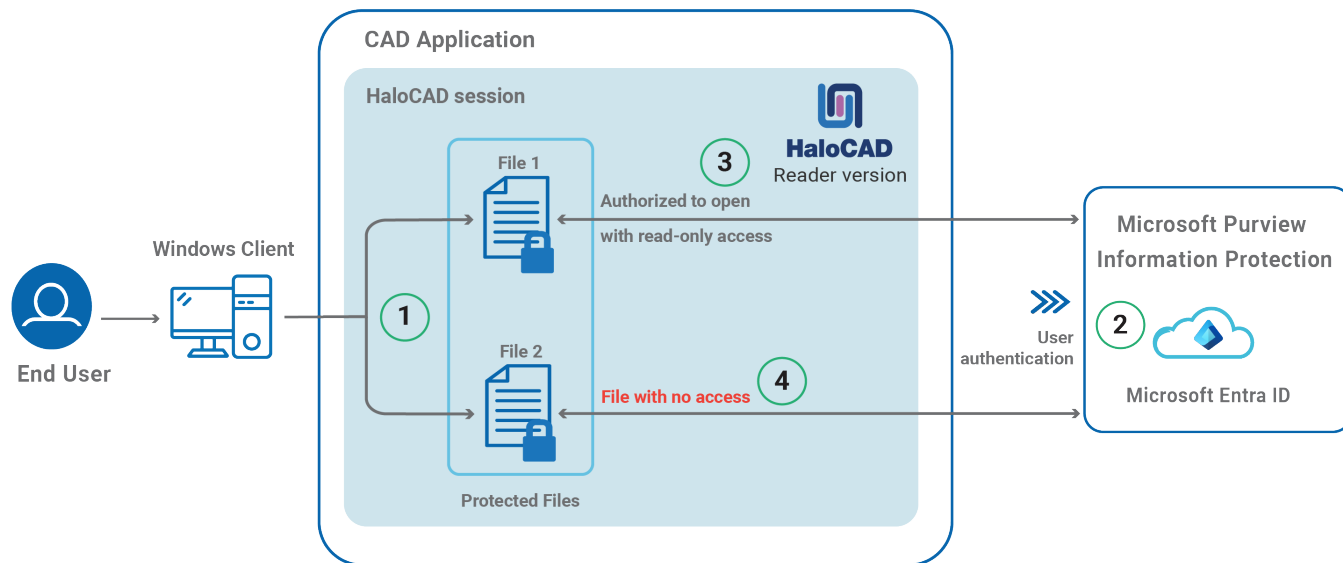 CAD Application
HaloCAD session
HaloCAD
Reader version
File 1
3
Authorized to open
with read-only access
Windows Client
1
End User
File 2
File with no access
4
Protected Files
Microsoft Purview
Information Protection
User
authentication
2
Microsoft Entra ID